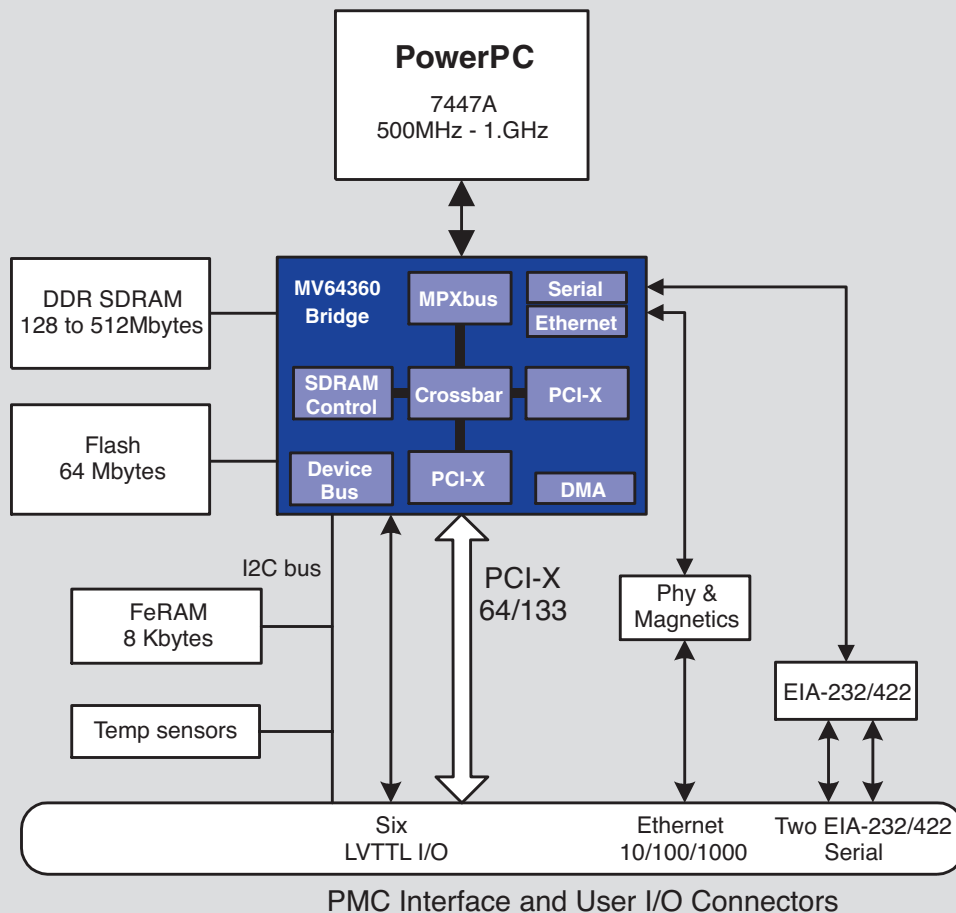 PowerPC
7447A
500MHz - 1.GHz
MV64360
Bridge
MPXbus
Serial
Ethernet
DDR SDRAM
128 to 512Mbytes
SDRAM
Control
Crossbar
PCI-X
Flash
64 Mbytes
Device
Bus
PCI-X
DMA
I2C bus
PCI-X
64/133
FeRAM
8 Kbytes
Phy &
Magnetics
EIA-232/422
Temp sensors
Six
LVTTL I/O
Ethernet
10/100/1000
Two EIA-232/422
Serial
PMC Interface and User I/O Connectors